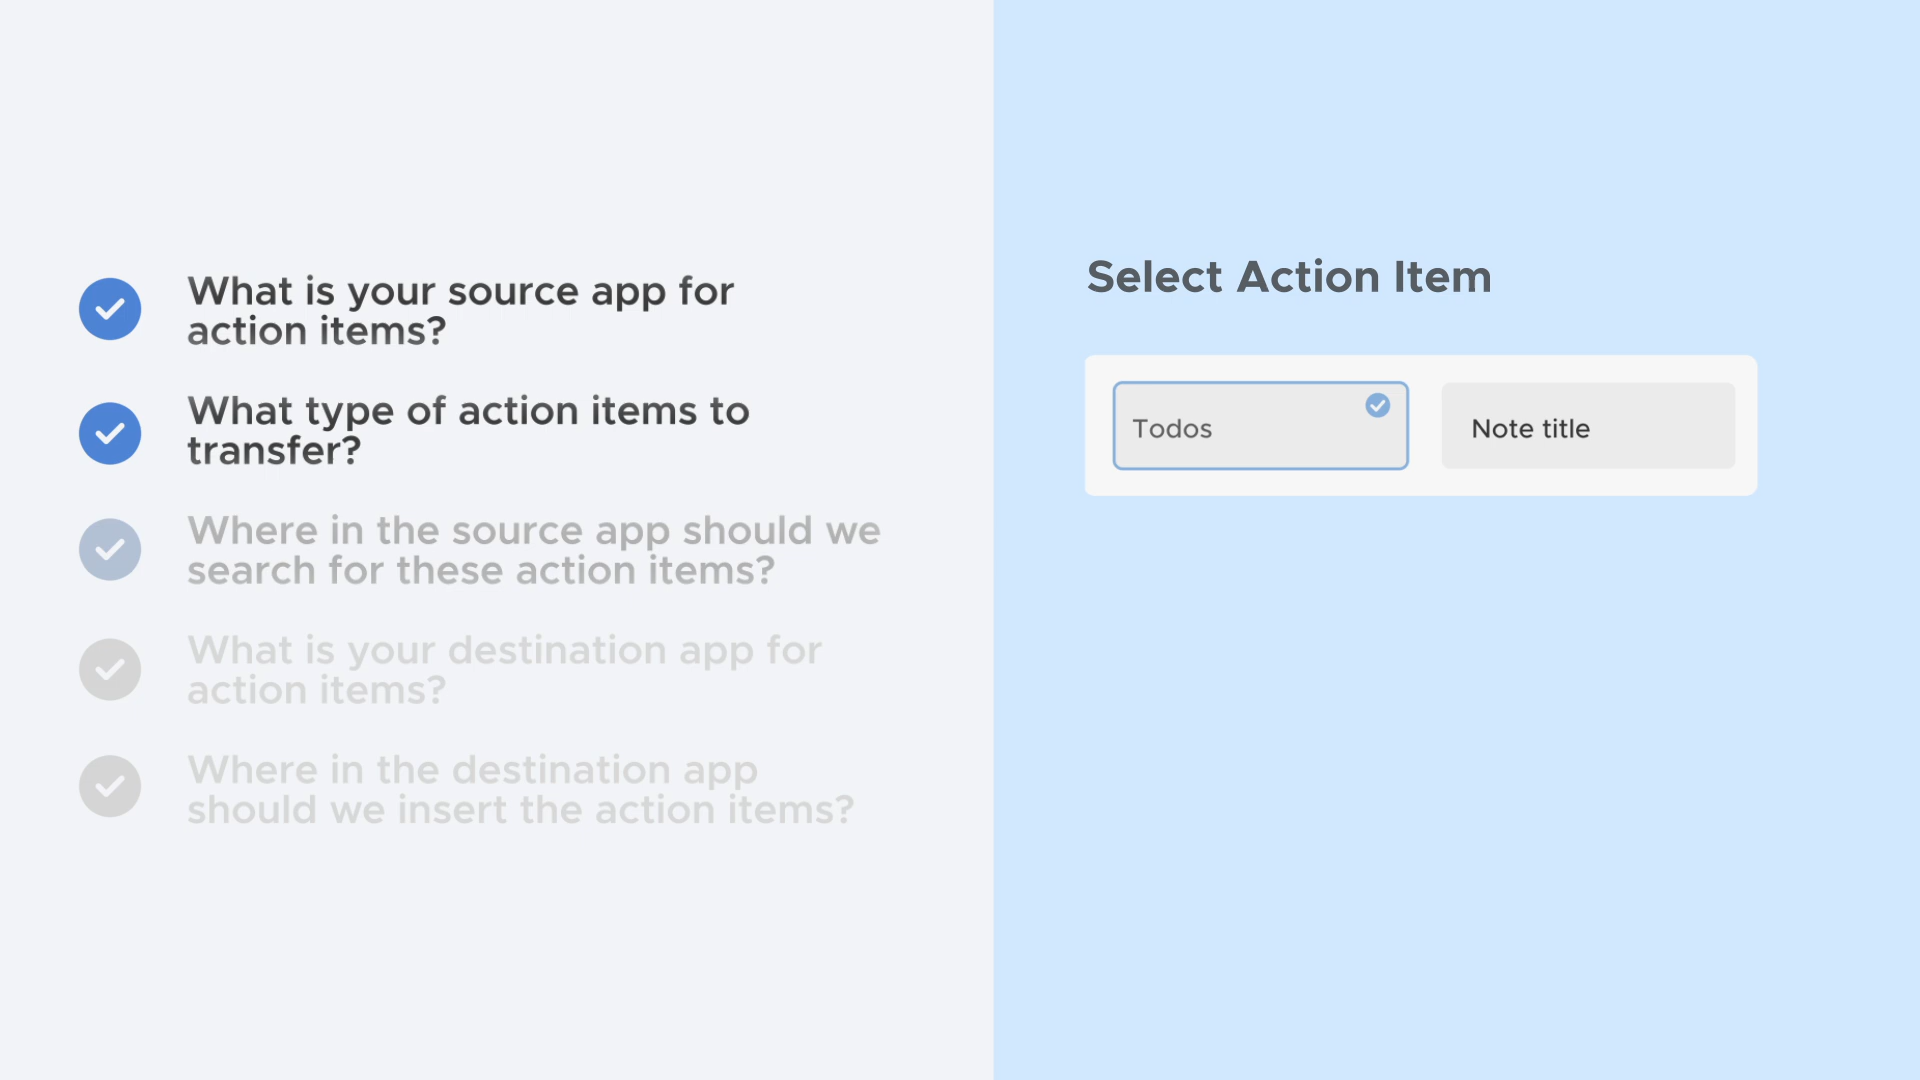 What is your source app for
action items?
What type of action items to
transfer?
Where in the source app should we
search for these action items?
What is your destination app for
action items?
Where in the destination app
should we insert the action items?
Select Action Item
Todos
Note title